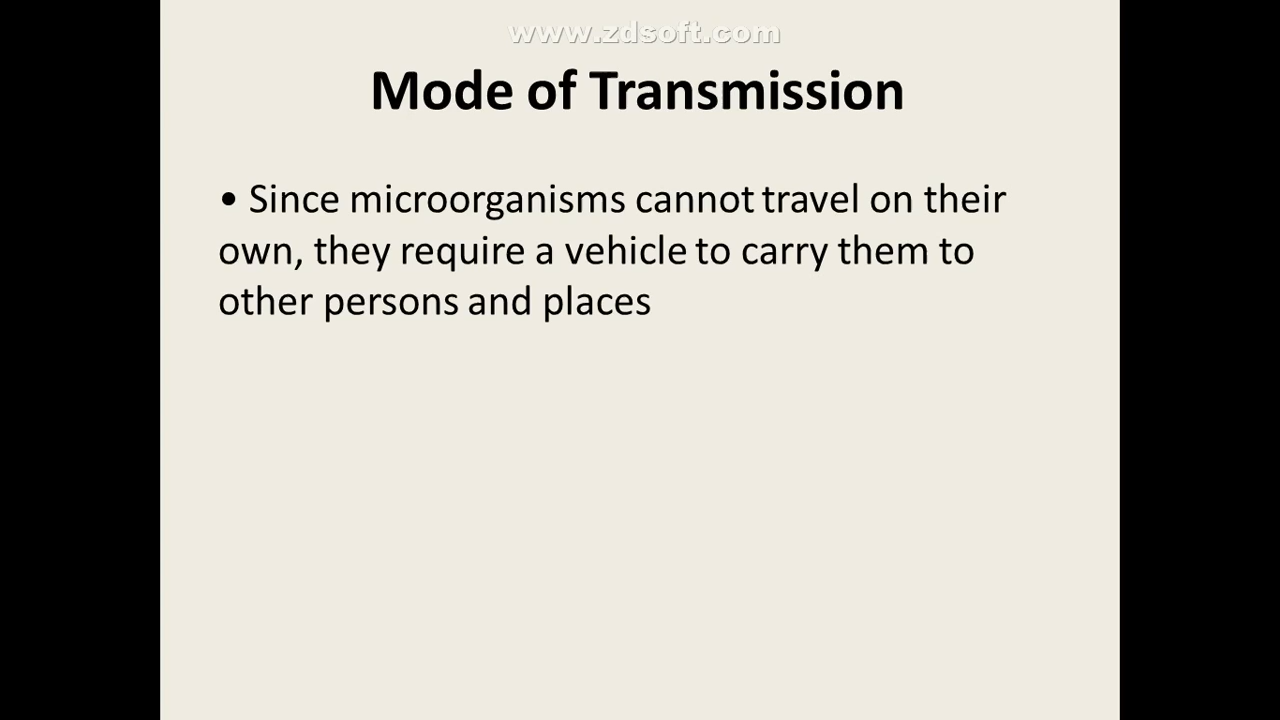 www.zdsoft.com
Mode of Transmission
• Since microorganisms cannot travel on their
own, they require a vehicle to carry them to
other persons and places